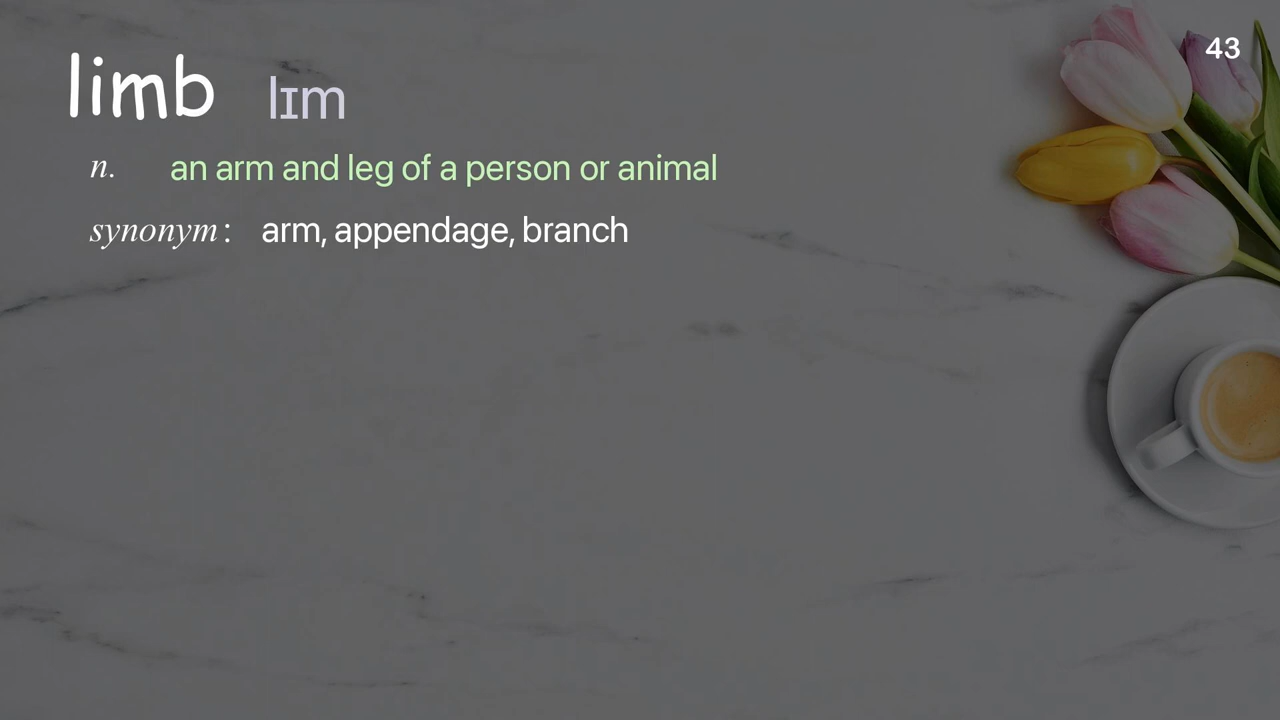 43
limb lɪm
n. an arm and leg of a person or animal
synonym: arm, appendage, branch